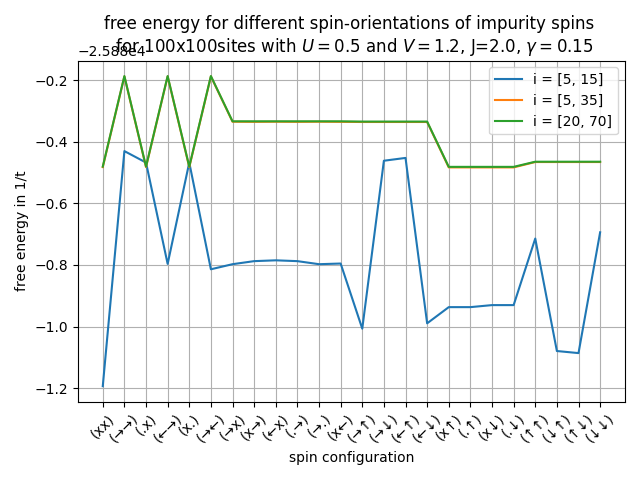 free energy for different spin-orientations of impurity spins
for 100x100sites with U = 0.5 and V = 1.2, J=2.0, γ = 0.15
−2.588e4
i = [5, 15]
i = [5, 35]
i = [20, 70]
−0.2
−0.4
−0.6
−0.8
−1.0
−1.2
free energy in 1/t
(xx)
(→→)
(.x)
(←→)
(x.)
(→←)
(→x)
(x→)
(←x)
(.→)
(→.)
(x←)
(→↑)
(→↓)
(←↑)
(←↓)
(x↑)
(.↑)
(x↓)
(.↓)
(↑↑)
(↓↑)
(↑↓)
(↓↓)
spin configuration